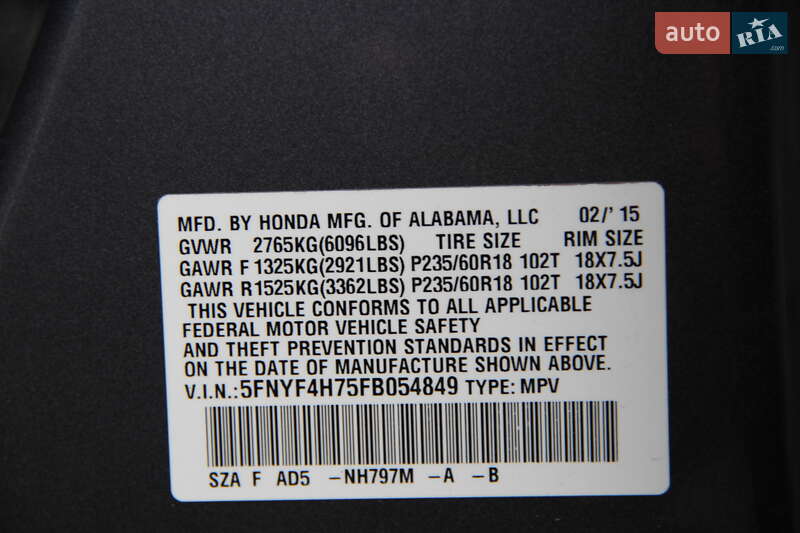 auto RIA.com
MFD. BY HONDA MFG. OF ALABAMA, LLC 02/' 15
GVWR 2765KG(6096LBS) TIRE SIZE RIM SIZE
GAWR F 1325KG(2921LBS) P235/60R18 102T 18X7.5J
GAWR R1525KG(3362LBS) P235/60R18 102T 18X7.5J
THIS VEHICLE CONFORMS TO ALL APPLICABLE
FEDERAL MOTOR VEHICLE SAFETY
AND THEFT PREVENTION STANDARDS IN EFFECT
ON THE DATE OF MANUFACTURE SHOWN ABOVE.
V.I.N.:5FNYF4H75FB054849 TYPE: MPV
SZA F AD5 -NH797M -A -B